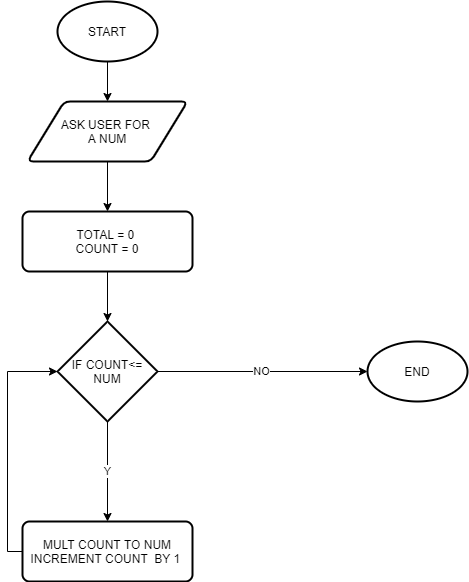 START
ASK USER FOR
A NUM
TOTAL = 0
COUNT = 0
IF COUNT<=
NUM
NO
END
Y
MULT COUNT TO NUM
INCREMENT COUNT BY 1